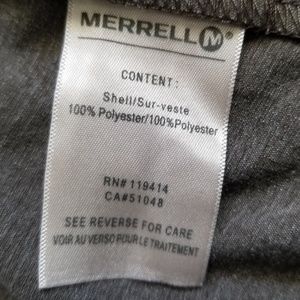 MERRELL M®
CONTENT:
Shell/Sur-veste
100% Polyester/100%Polyester
RN# 119414
CA#51048
SEE REVERSE FOR CARE
VOIR AU VERSO POUR LE TRAITEMENT